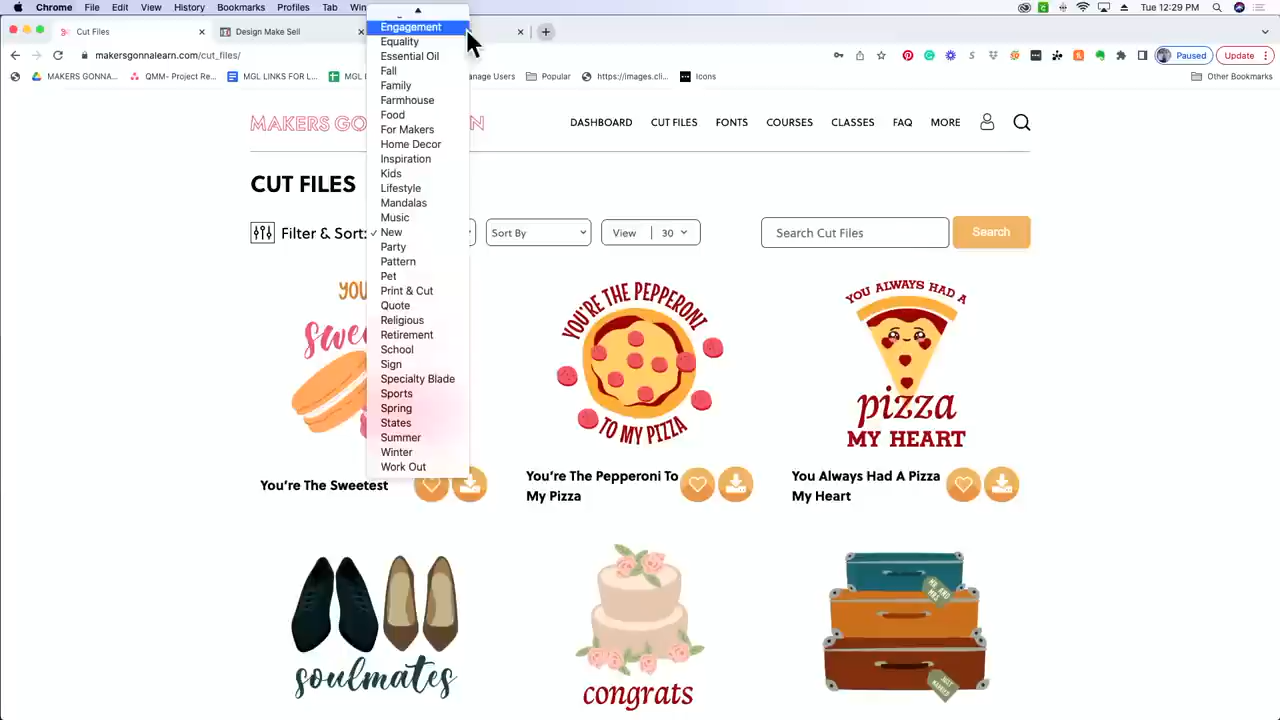 Chrome File Edit View History Bookmarks Profiles Tab Tue 12:29 PM
Cut Files
Design Make Sell
makersgonnalearn.com/cut_files/
Paused
Update
MAKERS GONNA...
QMM- Project Re...
MGL LINKS FOR L...
Popular
https://images.cli...
Icons
Other Bookmarks
DASHBOARD CUT FILES FONTS COURSES CLASSES FAQ MORE
CUT FILES
Filter & Sort:
Sort By
View 30
Search Cut Files
Search
Engagement
Equality
Essential Oil
Fall
Family
Farmhouse
Food
For Makers
Home Decor
Inspiration
Kids
Lifestyle
Mandalas
Music
✓ New
Party
Pattern
Pet
Print & Cut
Quote
Religious
Retirement
School
Sign
Specialty Blade
Sports
Spring
States
Summer
Winter
Work Out
YOU'RE THE PEPPERONI
TO MY PIZZA
YOU ALWAYS HAD A
pizza
MY HEART
You're The Sweetest
You're The Pepperoni To
My Pizza
You Always Had A Pizza
My Heart
soulmates
congrats
MR AND
MRS
JUST
MARRIED